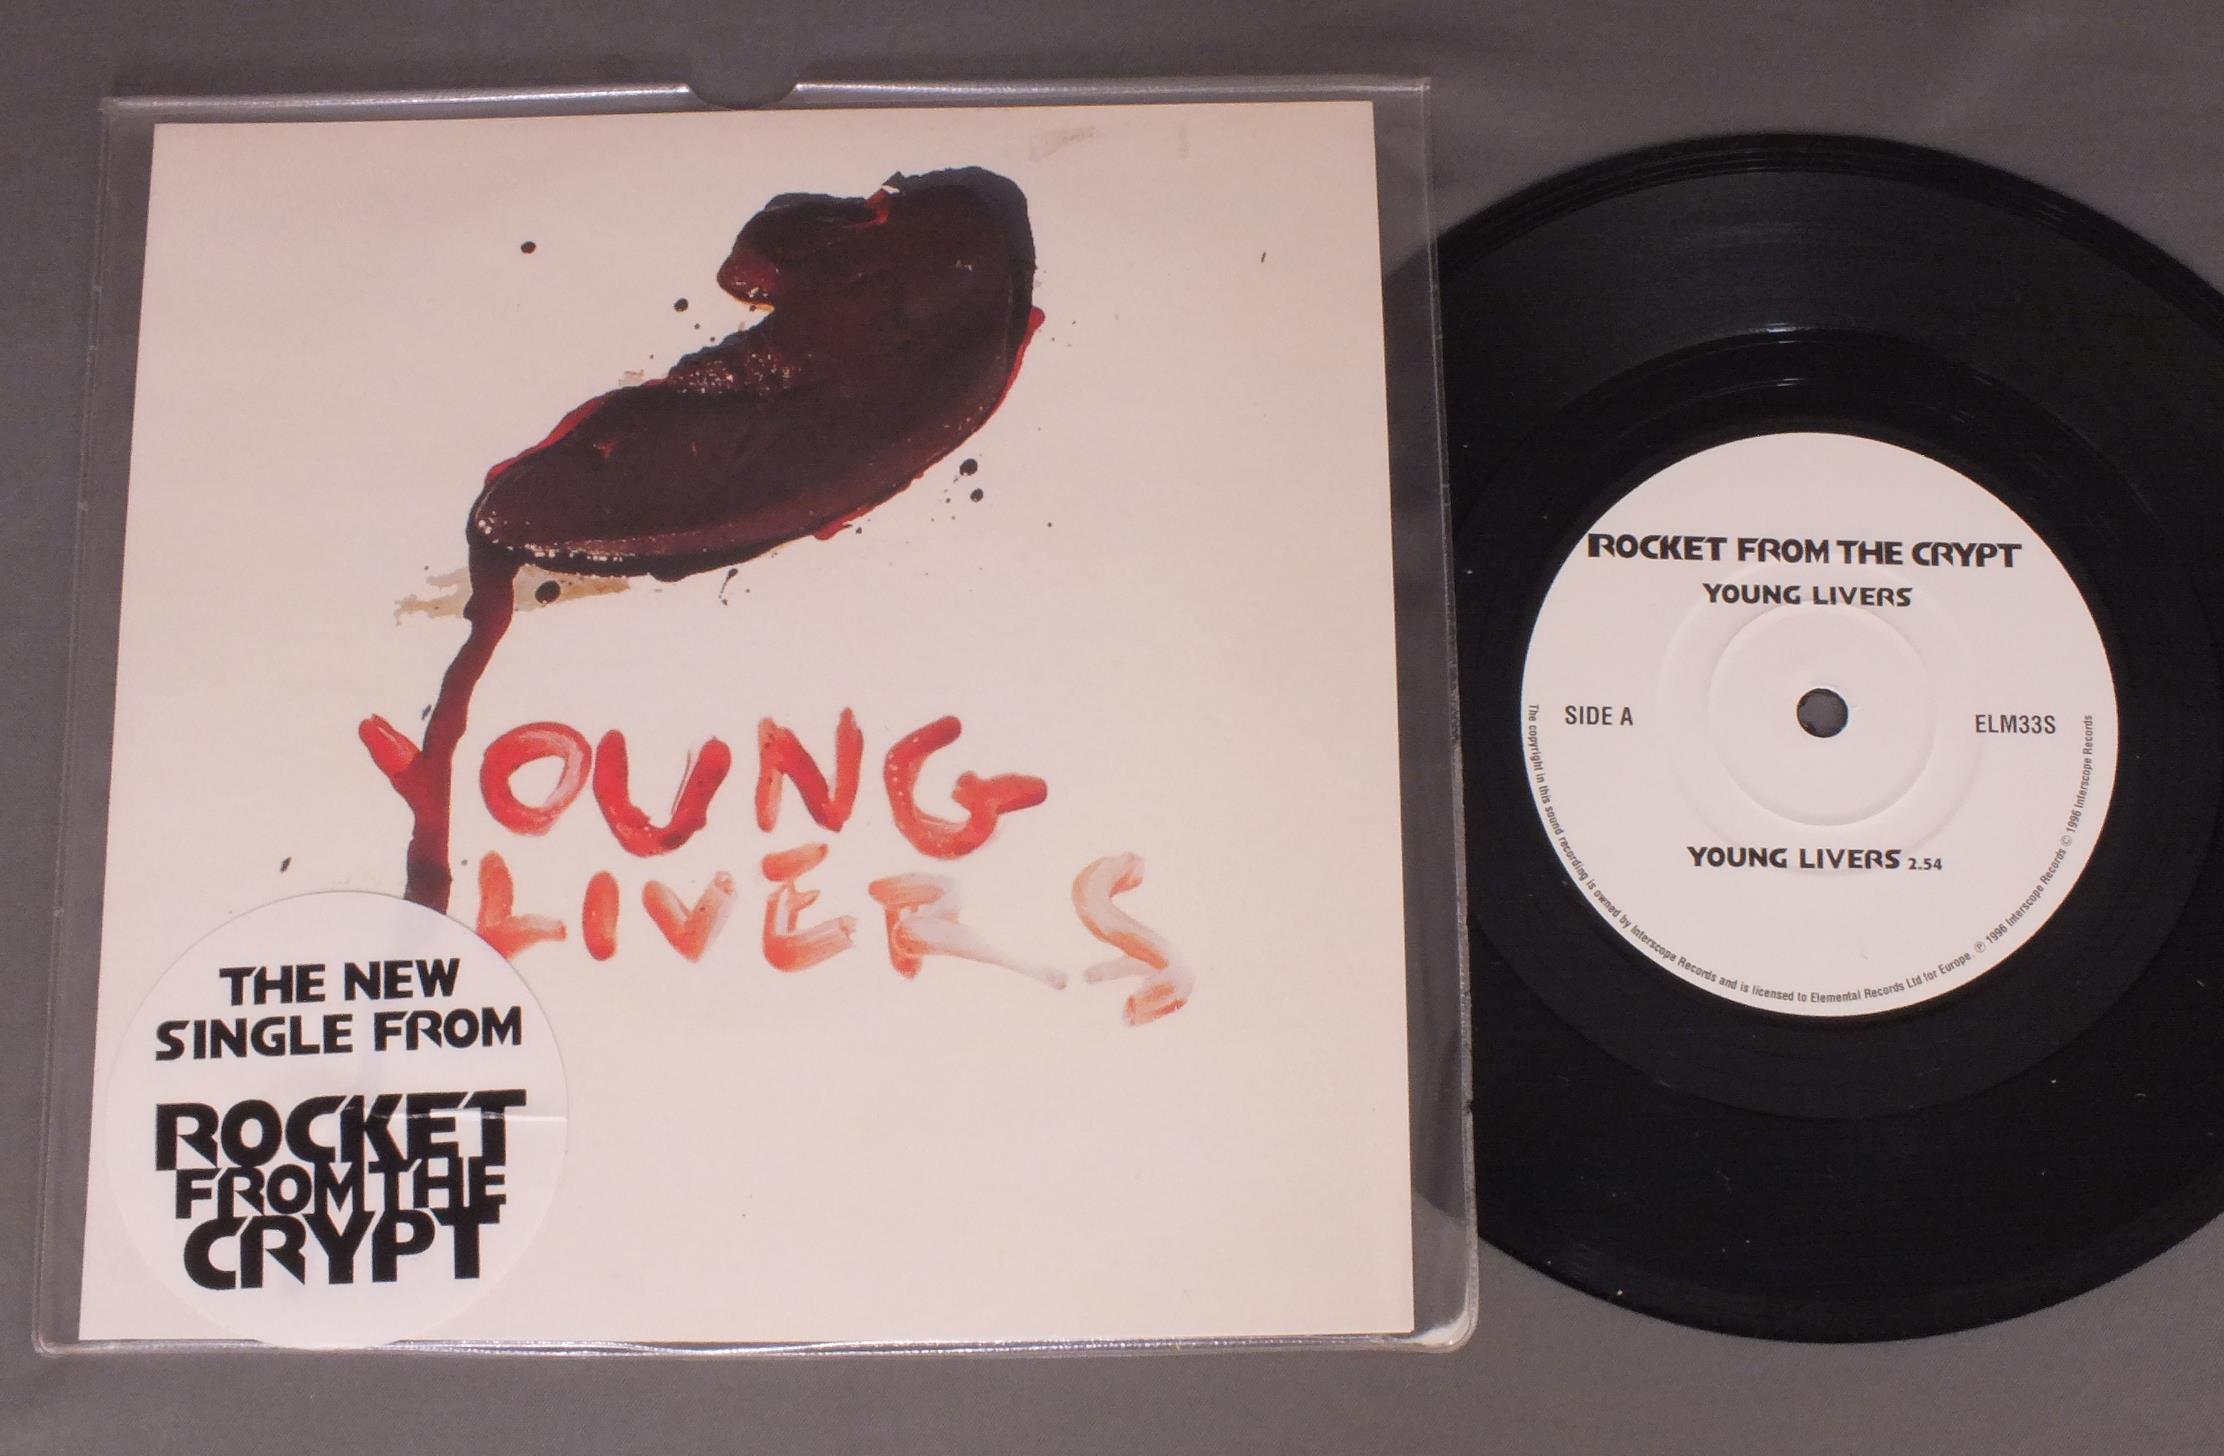 YOUNG
LIVERS
THE NEW
SINGLE FROM
ROCKET
FROM THE
CRYPT
ROCKET FROM THE CRYPT
YOUNG LIVERS
SIDE A
ELM33S
YOUNG LIVERS 2.54
The copyright in this sound recording is owned by Interscope Records and is licensed to Elemental Records Ltd for Europe. ℗ 1996 Interscope Records © 1996 Interscope Records